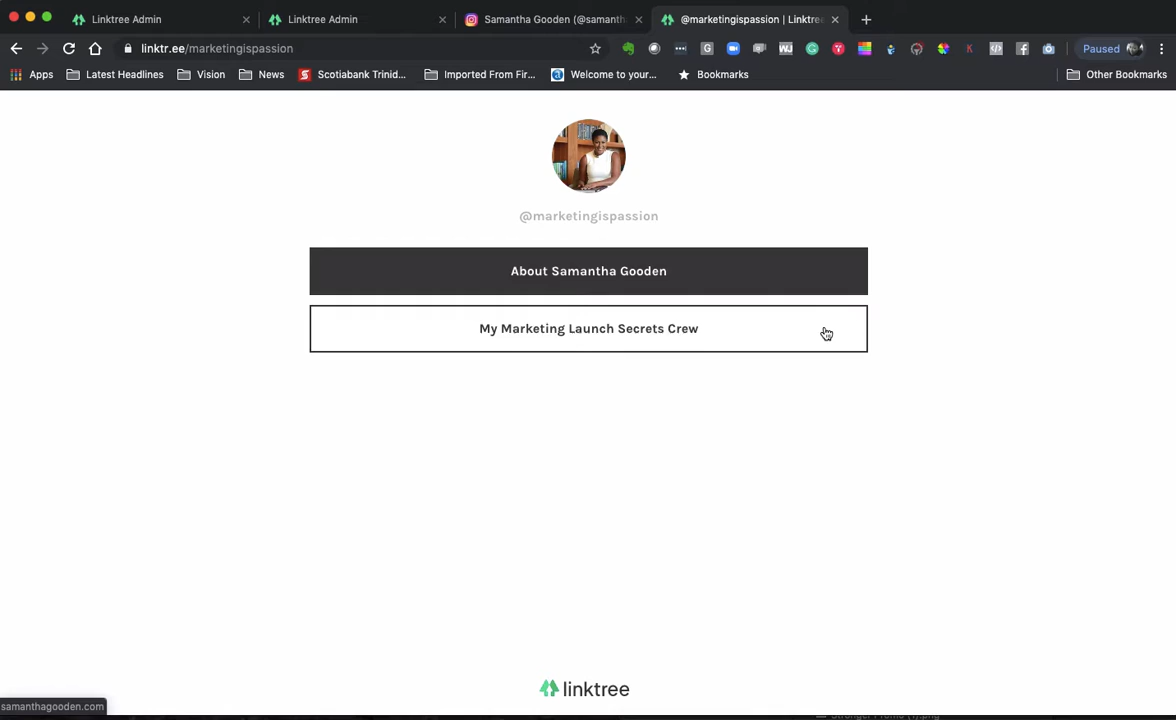 Linktree Admin
Linktree Admin
Samantha Gooden (@samanth
@marketingispassion | Linktree
linktr.ee/marketingispassion
Paused
Apps
Latest Headlines
Vision
News
Scotiabank Trinid...
Imported From Fir...
Welcome to your...
Bookmarks
Other Bookmarks
@marketingispassion
About Samantha Gooden
My Marketing Launch Secrets Crew
linktree
samanthagooden.com